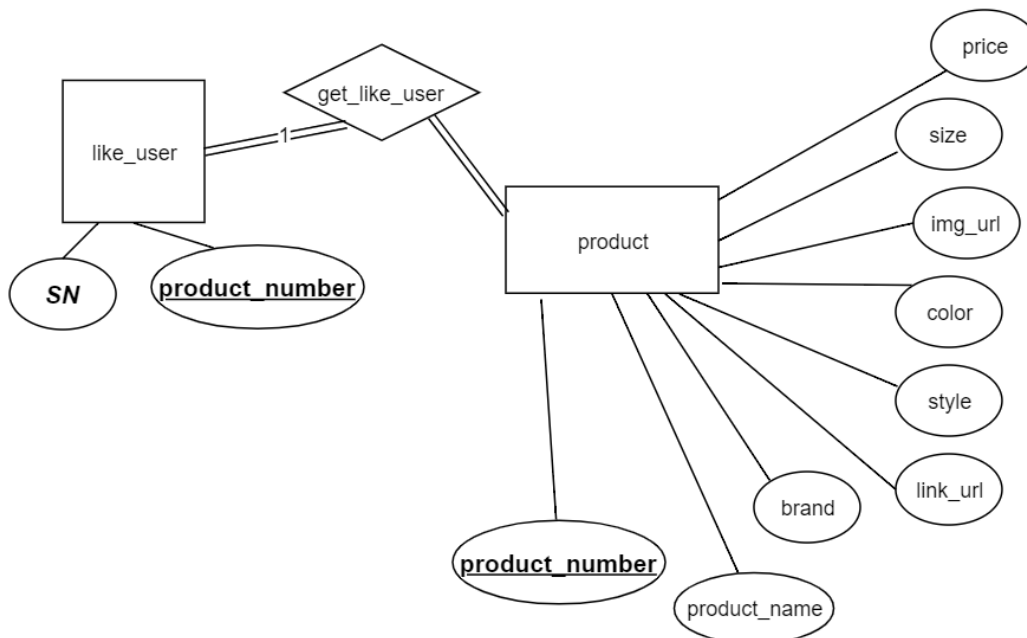 price
get_like_user
size
1
like_user
img_url
product
SN
product_number
color
style
link_url
brand
product_number
product_name